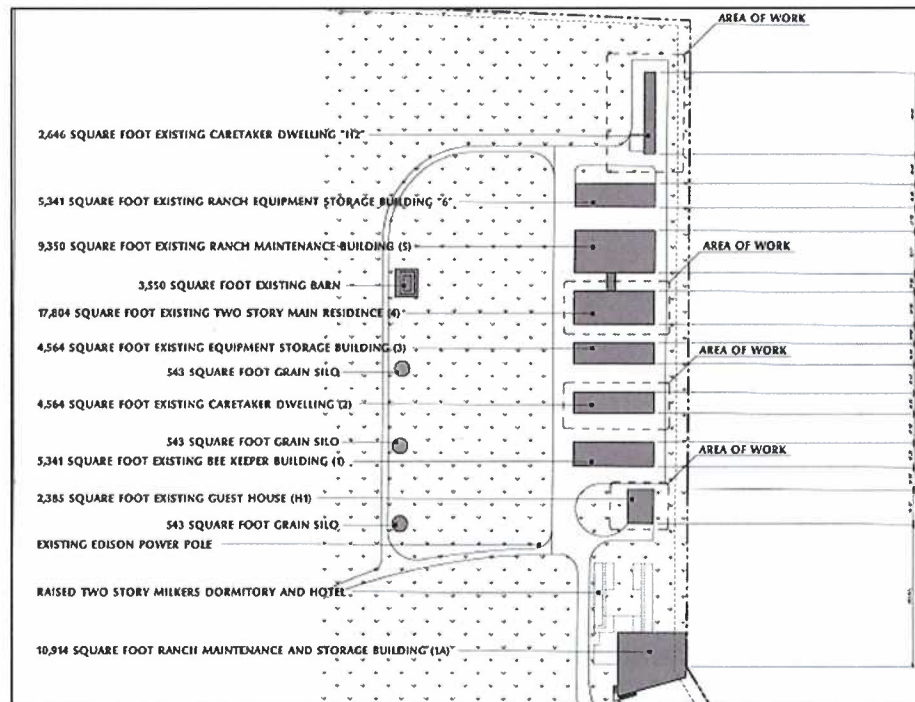 AREA OF WORK
2,646 SQUARE FOOT EXISTING CARETAKER DWELLING "H2"
5,341 SQUARE FOOT EXISTING RANCH EQUIPMENT STORAGE BUILDING "6"
9,350 SQUARE FOOT EXISTING RANCH MAINTENANCE BUILDING (5)
AREA OF WORK
3,550 SQUARE FOOT EXISTING BARN
17,804 SQUARE FOOT EXISTING TWO STORY MAIN RESIDENCE (4)
4,564 SQUARE FOOT EXISTING EQUIPMENT STORAGE BUILDING (3)
AREA OF WORK
543 SQUARE FOOT GRAIN SILO
4,564 SQUARE FOOT EXISTING CARETAKER DWELLING (2)
543 SQUARE FOOT GRAIN SILO
AREA OF WORK
5,341 SQUARE FOOT EXISTING BEE KEEPER BUILDING (1)
2,385 SQUARE FOOT EXISTING GUEST HOUSE (H1)
543 SQUARE FOOT GRAIN SILO
EXISTING EDISON POWER POLE
RAISED TWO STORY MILKERS DORMITORY AND HOTEL
10,914 SQUARE FOOT RANCH MAINTENANCE AND STORAGE BUILDING (1A)